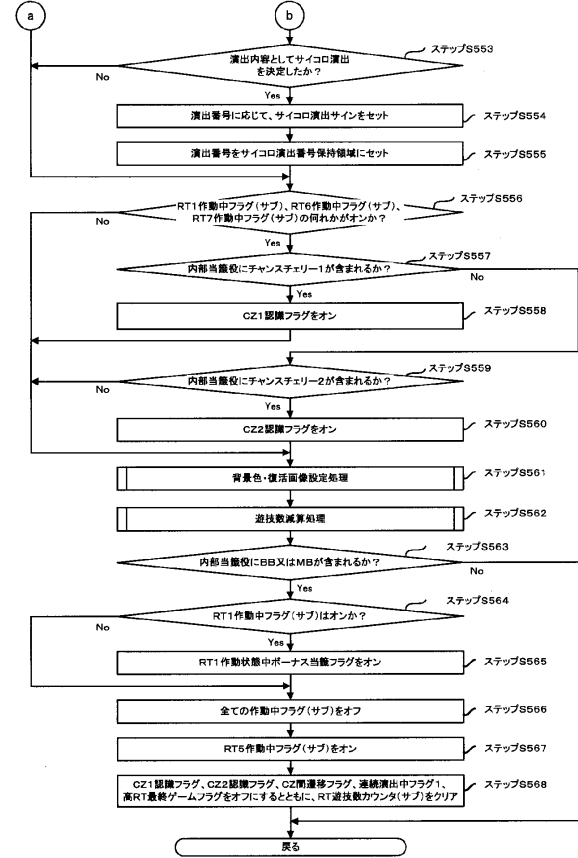 a
b
演出内容としてサイコロ演出
を決定したか？
ステップS553
No
Yes
演出番号に応じて、サイコロ演出サインをセット
ステップS554
演出番号をサイコロ演出番号保持領域にセット
ステップS555
RT1作動中フラグ(サブ)、RT6作動中フラグ(サブ)、
RT7作動中フラグ(サブ)の何れかがオンか？
ステップS556
No
Yes
内部当籤役にチャンスチェリー1が含まれるか？
ステップS557
No
Yes
CZ1認識フラグをオン
ステップS558
内部当籤役にチャンスチェリー2が含まれるか？
ステップS559
No
Yes
CZ2認識フラグをオン
ステップS560
背景色・復活画像設定処理
ステップS561
遊技数減算処理
ステップS562
内部当籤役にBB又はMBが含まれるか？
ステップS563
No
Yes
RT1作動中フラグ(サブ)はオンか？
ステップS564
No
Yes
RT1作動状態中ボーナス当籤フラグをオン
ステップS565
全ての作動中フラグ(サブ)をオフ
ステップS566
RT5作動中フラグ(サブ)をオン
ステップS567
CZ1認識フラグ、CZ2認識フラグ、CZ間遷移フラグ、連続演出中フラグ1、
高RT最終ゲームフラグをオフにするとともに、RT遊技数カウンタ(サブ)をクリア
ステップS568
戻る